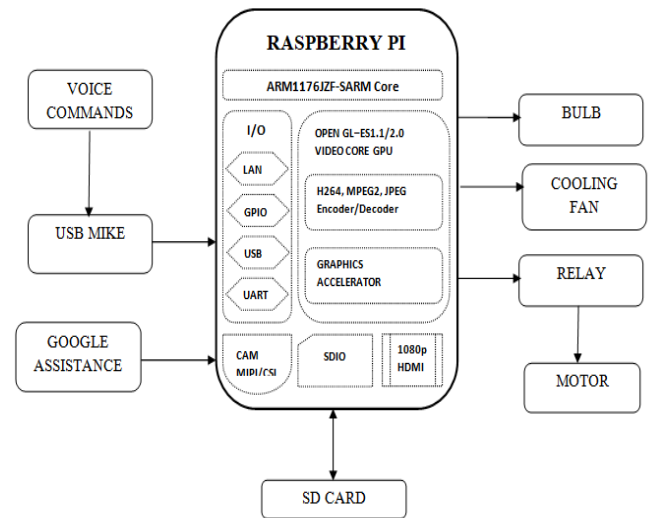 RASPBERRY PI
ARM1176JZF-SARM Core
VOICE
COMMANDS
USB MIKE
GOOGLE
ASSISTANCE
I/O
LAN
GPIO
USB
UART
OPEN GL-ES1.1/2.0
VIDEO CORE GPU
H264, MPEG2, JPEG
Encoder/Decoder
GRAPHICS
ACCELERATOR
CAM
MIPI/CSI
SDIO
1080p
HDMI
BULB
COOLING
FAN
RELAY
MOTOR
SD CARD